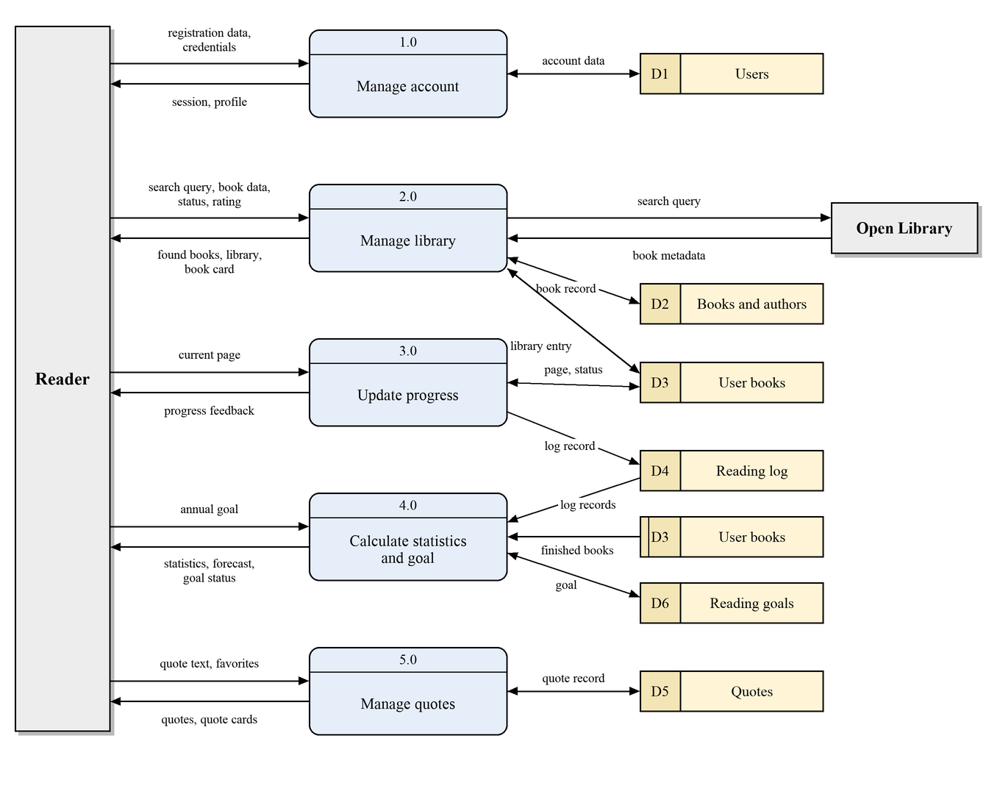 registration data,
credentials
1.0
Manage account
account data
D1
Users
session, profile
search query, book data,
status, rating
2.0
Manage library
search query
Open Library
book metadata
found books, library,
book card
book record
D2
Books and authors
Reader
current page
3.0
Update progress
library entry
page, status
D3
User books
progress feedback
log record
D4
Reading log
annual goal
4.0
Calculate statistics
and goal
log records
D3
User books
finished books
statistics, forecast,
goal status
goal
D6
Reading goals
quote text, favorites
5.0
Manage quotes
quote record
D5
Quotes
quotes, quote cards